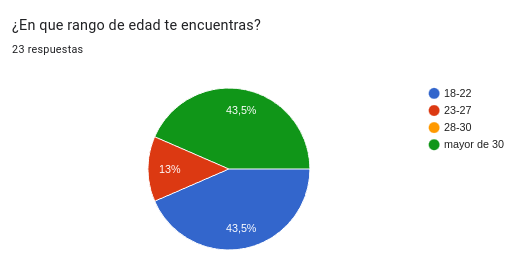 ¿En que rango de edad te encuentras?
23 respuestas
18-22
23-27
28-30
mayor de 30
43,5%
13%
43,5%